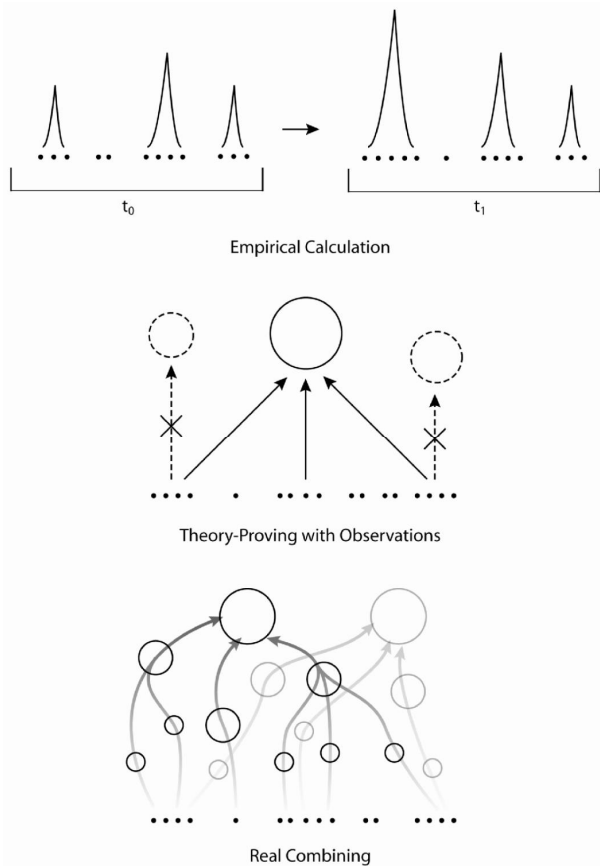 t₀ t₁
Empirical Calculation
Theory-Proving with Observations
Real Combining